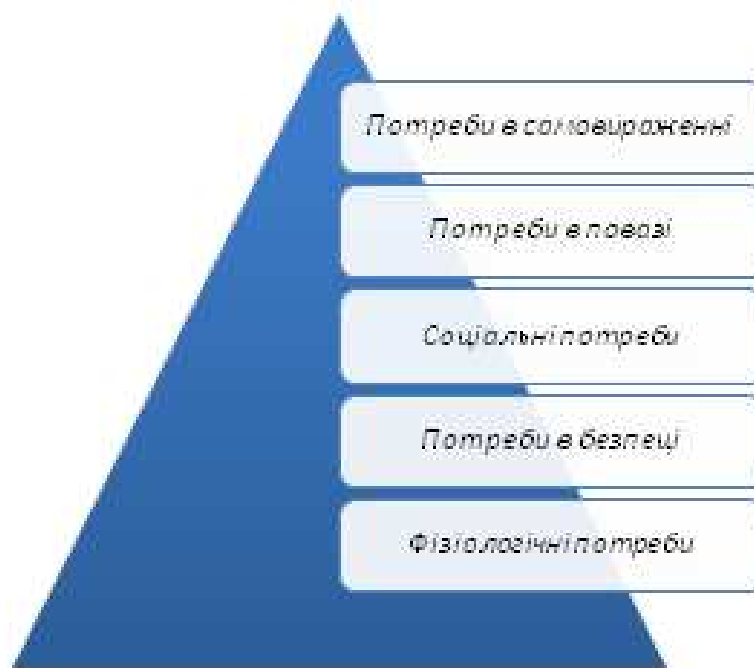 Потреби в самовираженні
Потреби в повазі
Соціальні потреби
Потреби в безпеці
Фізіологічні потреби